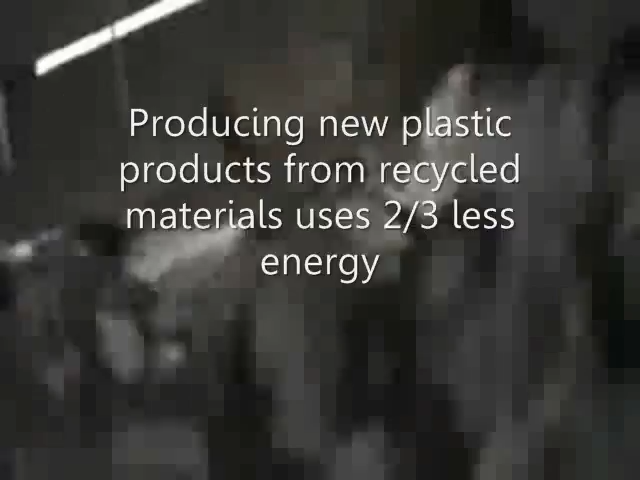 Producing new plastic
products from recycled
materials uses 2/3 less
energy